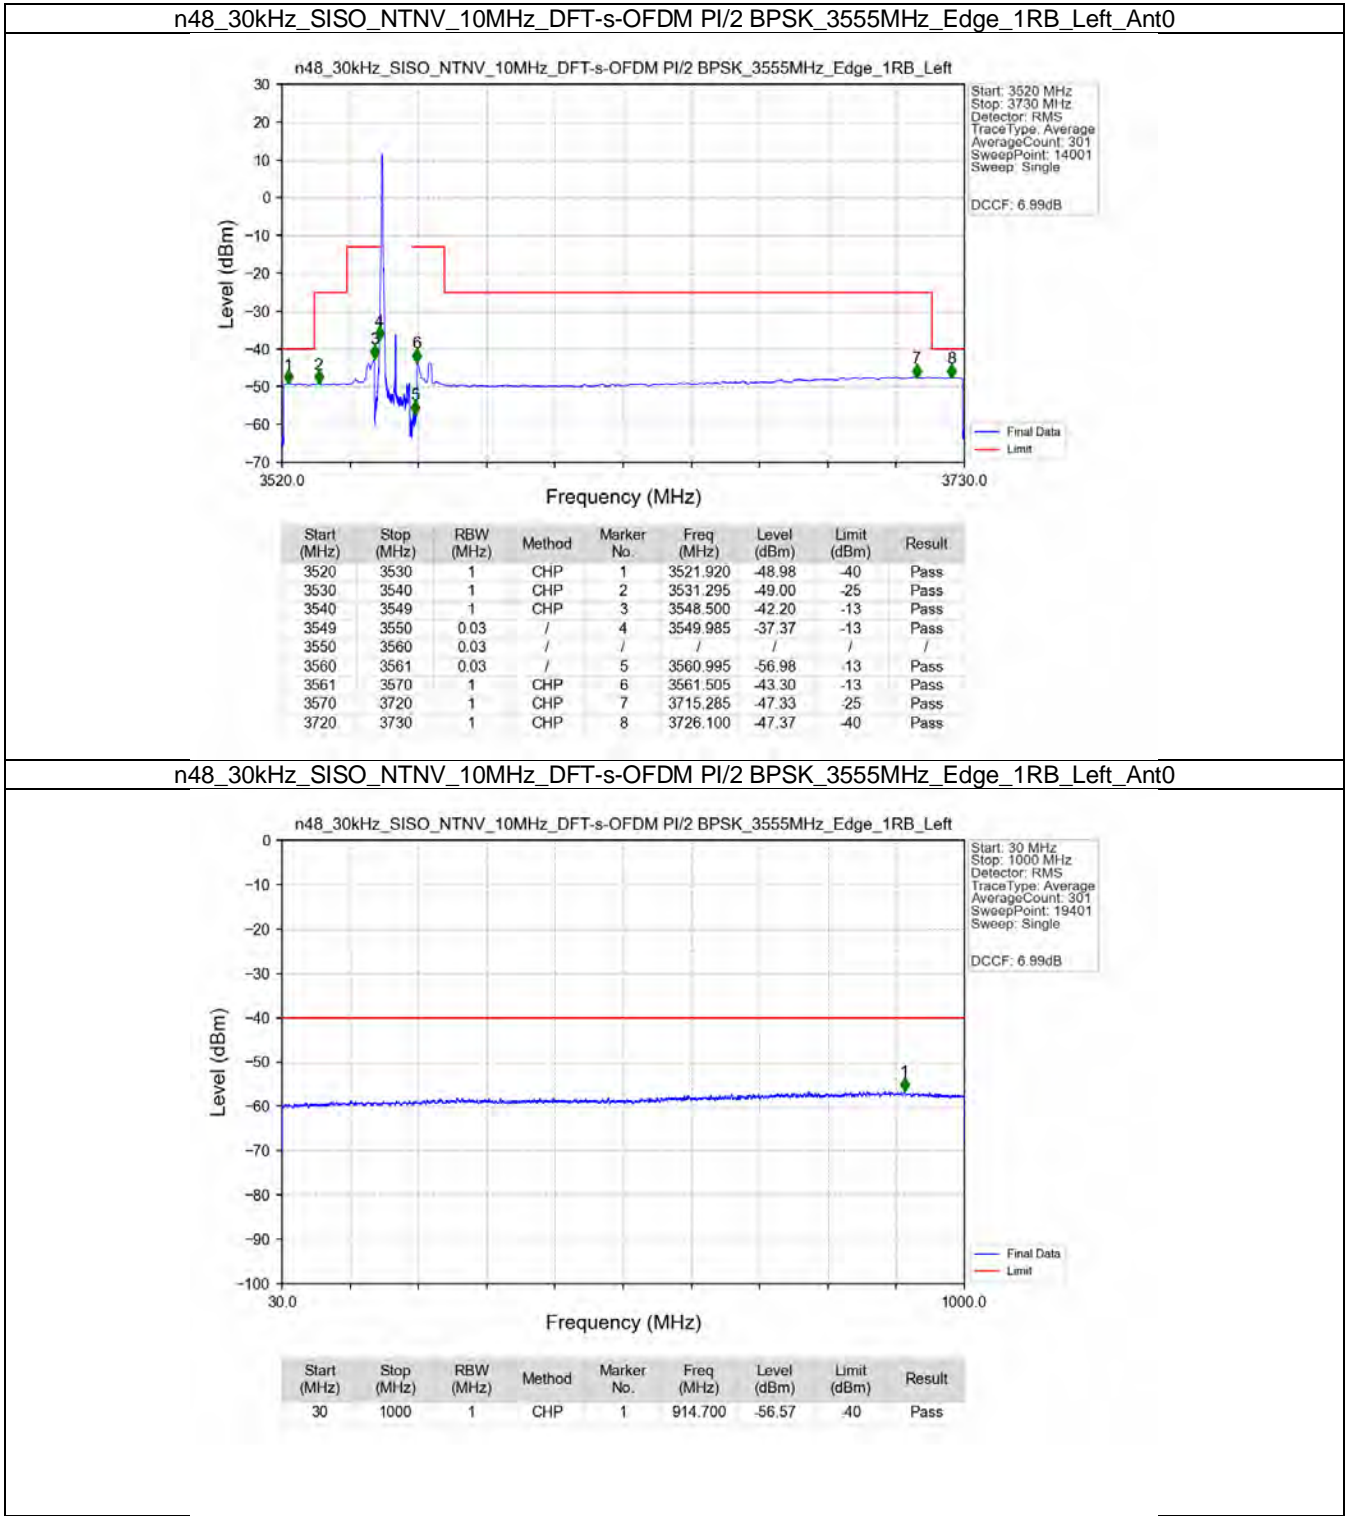 n48_30kHz_SISO_NTNV_10MHz_DFT-s-OFDM PI/2 BPSK_3555MHz_Edge_1RB_Left_Ant0
n48_30kHz_SISO_NTNV_10MHz_DFT-s-OFDM PI/2 BPSK_3555MHz_Edge_1RB_Left
Start: 3520 MHz
Stop: 3730 MHz
Detector: RMS
TraceType: Average
AverageCount: 301
SweepPoint: 14001
Sweep: Single
DCCF: 6.99dB
30
20
10
0
−10
−20
−30
−40
−50
−60
−70
Level (dBm)
1
2
3
4
5
6
7
8
3520.0
3730.0
Frequency (MHz)
Final Data
Limit
Start (MHz) Stop (MHz) RBW (MHz) Method Marker No. Freq (MHz) Level (dBm) Limit (dBm) Result
3520 3530 1 CHP 1 3521.920 -48.98 -40 Pass
3530 3540 1 CHP 2 3531.295 -49.00 -25 Pass
3540 3549 1 CHP 3 3548.500 -42.20 -13 Pass
3549 3550 0.03 / 4 3549.985 -37.37 -13 Pass
3550 3560 0.03 / / / / / /
3560 3561 0.03 / 5 3560.995 -56.98 -13 Pass
3561 3570 1 CHP 6 3561.505 -43.30 -13 Pass
3570 3720 1 CHP 7 3715.285 -47.33 -25 Pass
3720 3730 1 CHP 8 3726.100 -47.37 -40 Pass
n48_30kHz_SISO_NTNV_10MHz_DFT-s-OFDM PI/2 BPSK_3555MHz_Edge_1RB_Left_Ant0
n48_30kHz_SISO_NTNV_10MHz_DFT-s-OFDM PI/2 BPSK_3555MHz_Edge_1RB_Left
Start: 30 MHz
Stop: 1000 MHz
Detector: RMS
TraceType: Average
AverageCount: 301
SweepPoint: 19401
Sweep: Single
DCCF: 6.99dB
0
−10
−20
−30
−40
−50
−60
−70
−80
−90
−100
Level (dBm)
1
30.0
1000.0
Frequency (MHz)
Final Data
Limit
Start (MHz) Stop (MHz) RBW (MHz) Method Marker No. Freq (MHz) Level (dBm) Limit (dBm) Result
30 1000 1 CHP 1 914.700 -56.57 -40 Pass